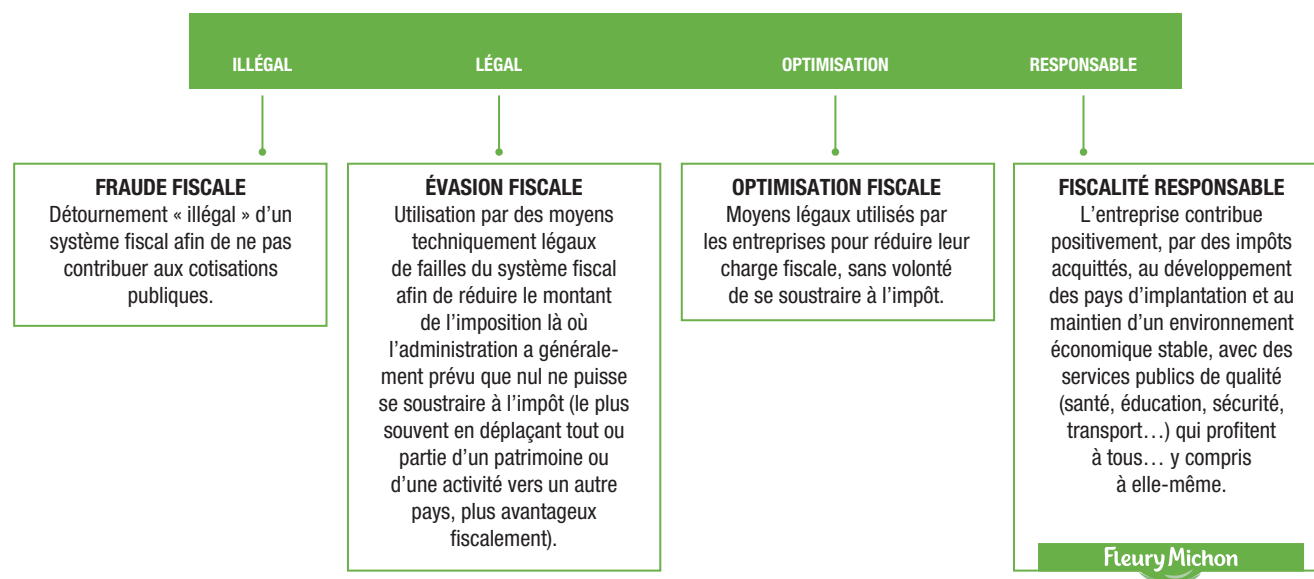 ILLÉGAL
LÉGAL
OPTIMISATION
RESPONSABLE
FRAUDE FISCALE
Détournement « illégal » d’un
système fiscal afin de ne pas
contribuer aux cotisations
publiques.
ÉVASION FISCALE
Utilisation par des moyens
techniquement légaux
de failles du système fiscal
afin de réduire le montant
de l’imposition là où
l’administration a générale-
ment prévu que nul ne puisse
se soustraire à l’impôt (le plus
souvent en déplaçant tout ou
partie d’un patrimoine ou
d’une activité vers un autre
pays, plus avantageux
fiscalement).
OPTIMISATION FISCALE
Moyens légaux utilisés par
les entreprises pour réduire leur
charge fiscale, sans volonté
de se soustraire à l’impôt.
FISCALITÉ RESPONSABLE
L’entreprise contribue
positivement, par des impôts
acquittés, au développement
des pays d’implantation et au
maintien d’un environnement
économique stable, avec des
services publics de qualité
(santé, éducation, sécurité,
transport…) qui profitent
à tous… y compris
à elle-même.
Fleury Michon